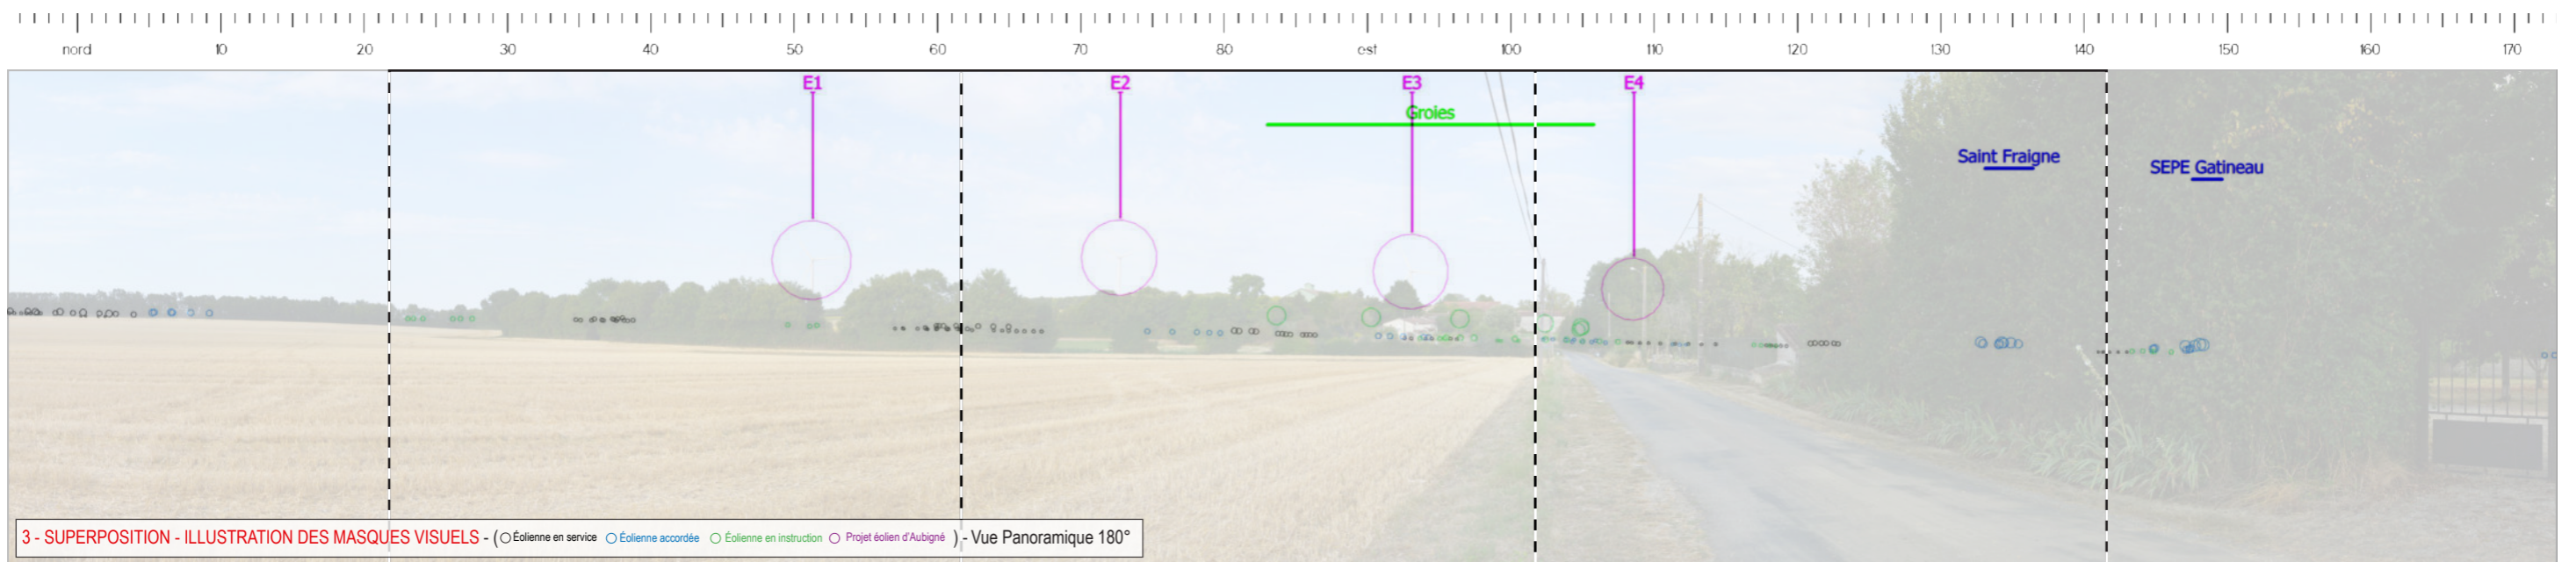 nord 10 20 30 40 50 60 70 80 est 100 110 120 130 140 150 160 170
E1 E2 E3 E4
Groies
Saint Fraigne
SEPE Gatineau
3 - SUPERPOSITION - ILLUSTRATION DES MASQUES VISUELS - ( Éolienne en service Éolienne accordée Éolienne en instruction Projet éolien d'Aubigné ) - Vue Panoramique 180°